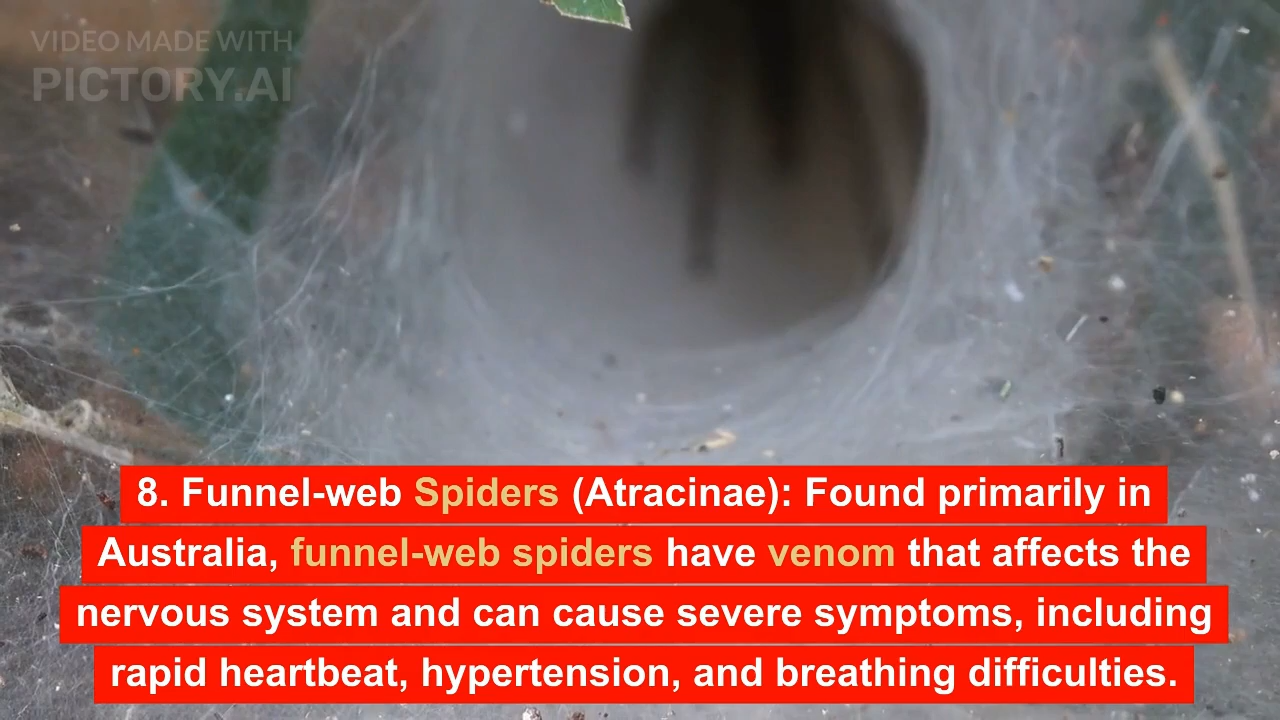 VIDEO MADE WITH
PICTORY.AI
8. Funnel-web Spiders (Atracinae): Found primarily in
Australia, funnel-web spiders have venom that affects the
nervous system and can cause severe symptoms, including
rapid heartbeat, hypertension, and breathing difficulties.